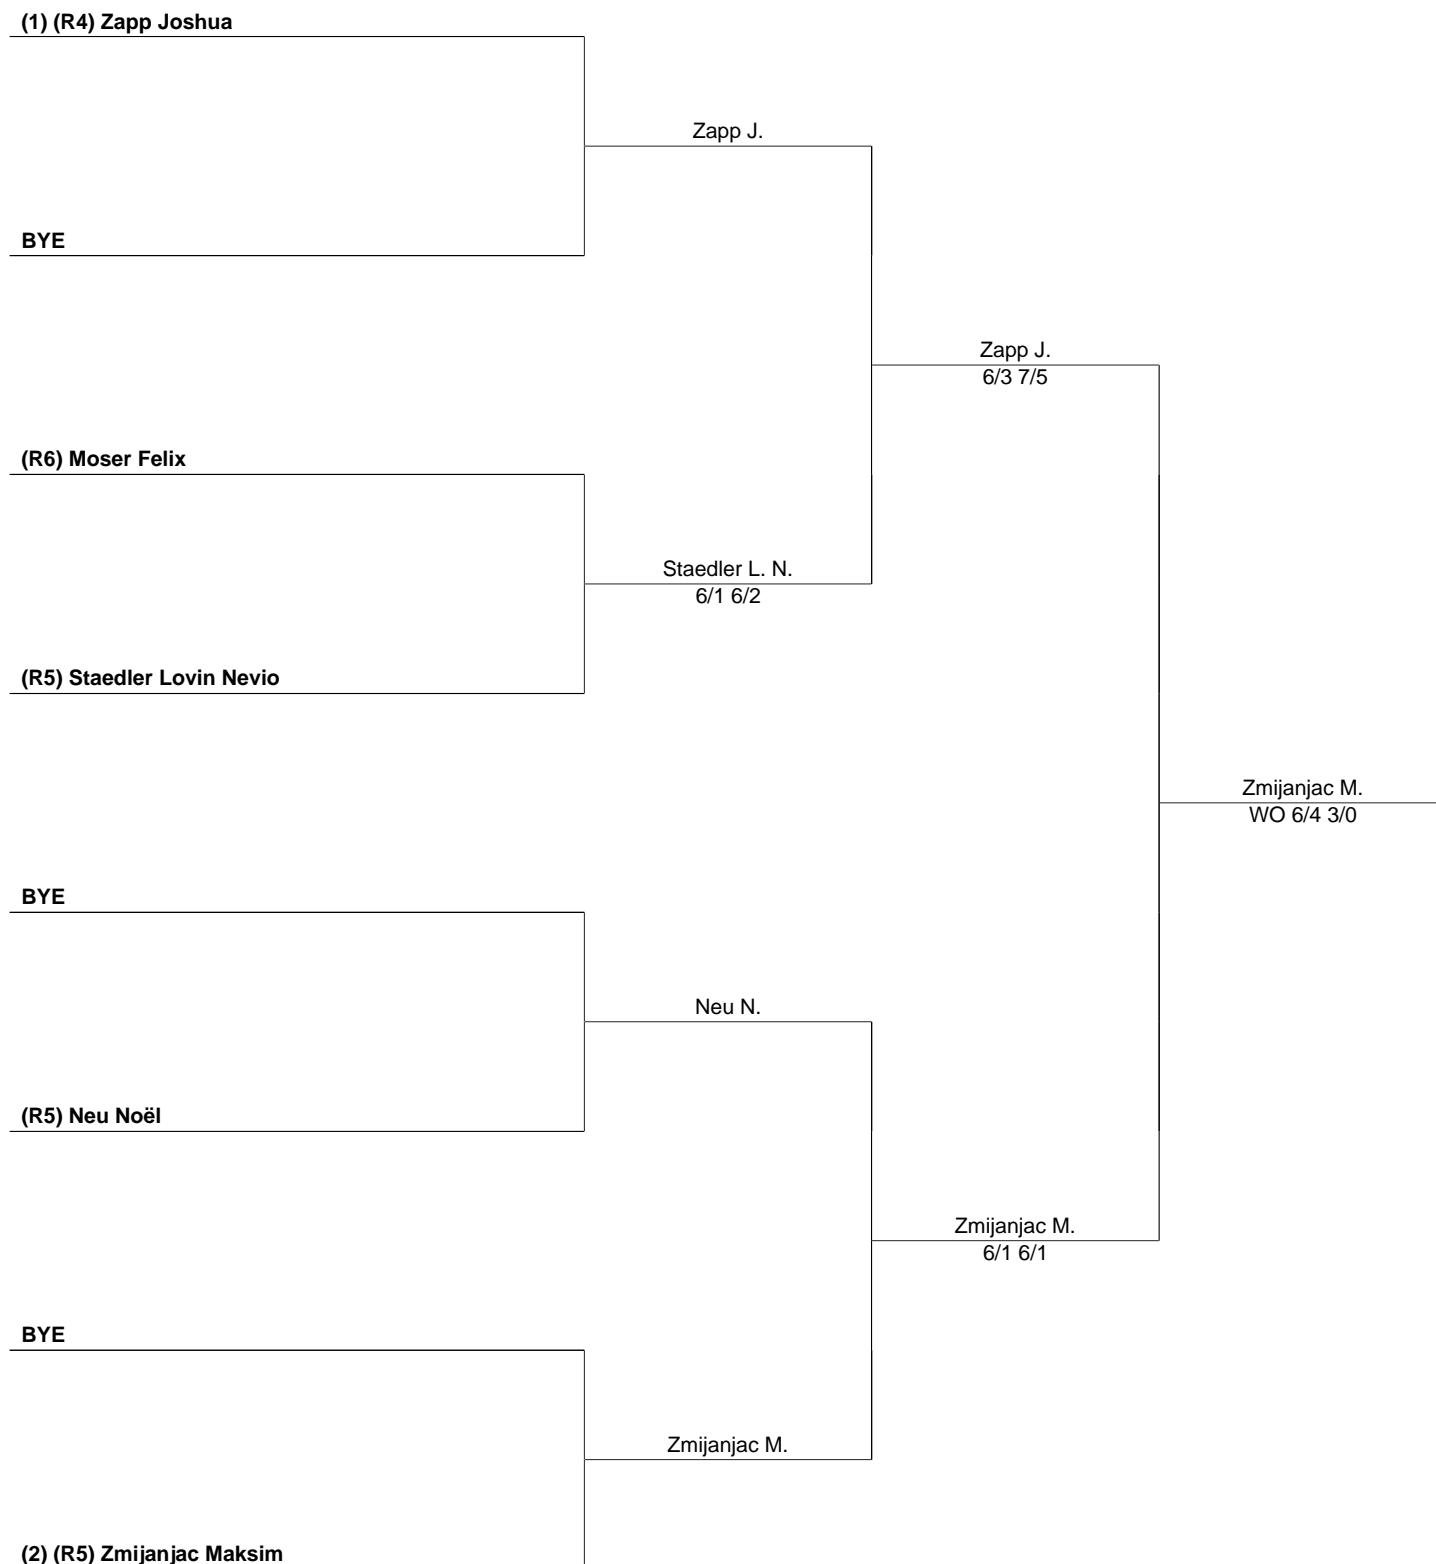 (1) (R4) Zapp Joshua
Zapp J.
BYE
Zapp J.
6/3 7/5
(R6) Moser Felix
Staedler L. N.
6/1 6/2
(R5) Staedler Lovin Nevio
Zmijanjac M.
WO 6/4 3/0
BYE
Neu N.
(R5) Neu Noël
Zmijanjac M.
6/1 6/1
BYE
Zmijanjac M.
(2) (R5) Zmijanjac Maksim